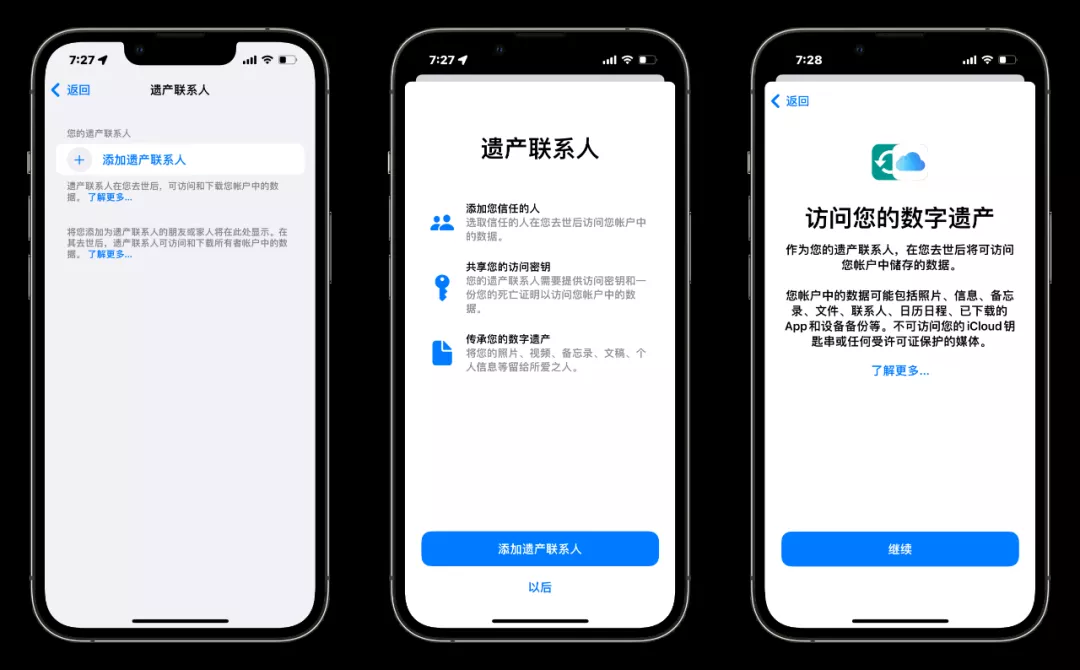 7:27
返回
遗产联系人
您的遗产联系人
添加遗产联系人
遗产联系人在您去世后，可访问和下载您帐户中的数
据。了解更多...
将您添加为遗产联系人的朋友或家人将在此处显示。在
其去世后，遗产联系人可访问和下载所有者帐户中的数
据。了解更多...
7:27
遗产联系人
添加您信任的人
选取信任的人在您去世后访问您帐户中
的数据。
共享您的访问密钥
您的遗产联系人需要提供访问密钥和一
份您的死亡证明以访问您帐户中的数
据。
传承您的数字遗产
将您的照片、视频、备忘录、文稿、个
人信息等留给所爱之人。
添加遗产联系人
以后
7:28
返回
访问您的数字遗产
作为您的遗产联系人，在您去世后将可访问
您帐户中储存的数据。
您帐户中的数据可能包括照片、信息、备忘
录、文件、联系人、日历日程、已下载的
App和设备备份等。不可访问您的iCloud钥
匙串或任何受许可证保护的媒体。
了解更多...
继续